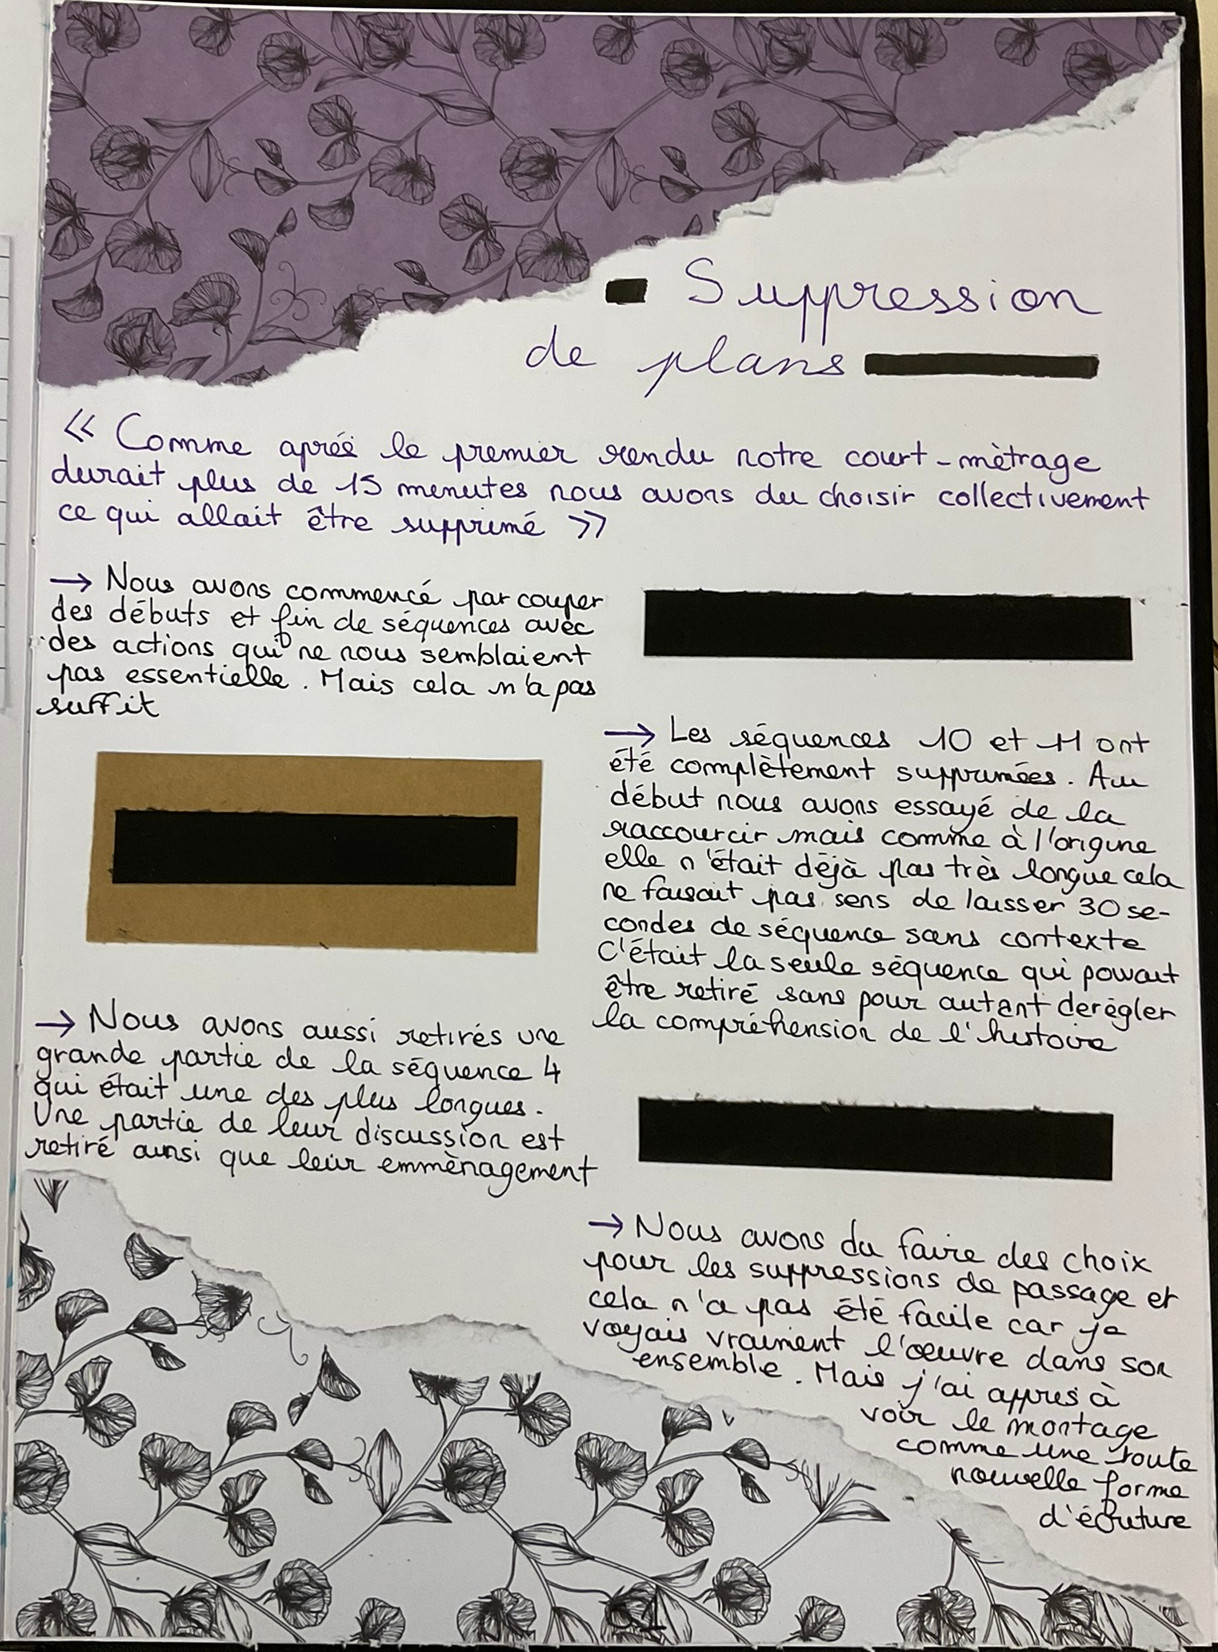 Suppression
de plans
« Comme après le premier rendu notre court-mètrage
durait plus de 15 menutes nous avons du choisir collectivement
ce qui allait être supprimé »
→ Nous avons commencé par couper
des débuts et fin de séquences avec
des actions qui ne nous semblaient
pas essentielle. Mais cela n'a pas
suffit
→ Les séquences 10 et 11 ont
été complètement supprimées. Au
début nous avons essayé de la
raccourcir mais comme à l'origine
elle n'était déjà pas très longue cela
ne faisait pas sens de laisser 30 se-
condes de séquence sans contexte
C'était la seule séquence qui pouvait
être retiré sans pour autant derègler
la compréhension de l'histoire
→ Nous avons aussi retirés une
grande partie de la séquence 4
qui était une des plus longues.
Une partie de leur discussion est
retiré ainsi que leur emmènagement
→ Nous avons du faire des choix
pour les suppressions de passage et
cela n'a pas été facile car je
voyais vraiment l'œuvre dans son
ensemble. Mais j'ai appris à
voir le montage
comme une toute
nouvelle forme
d'écriture